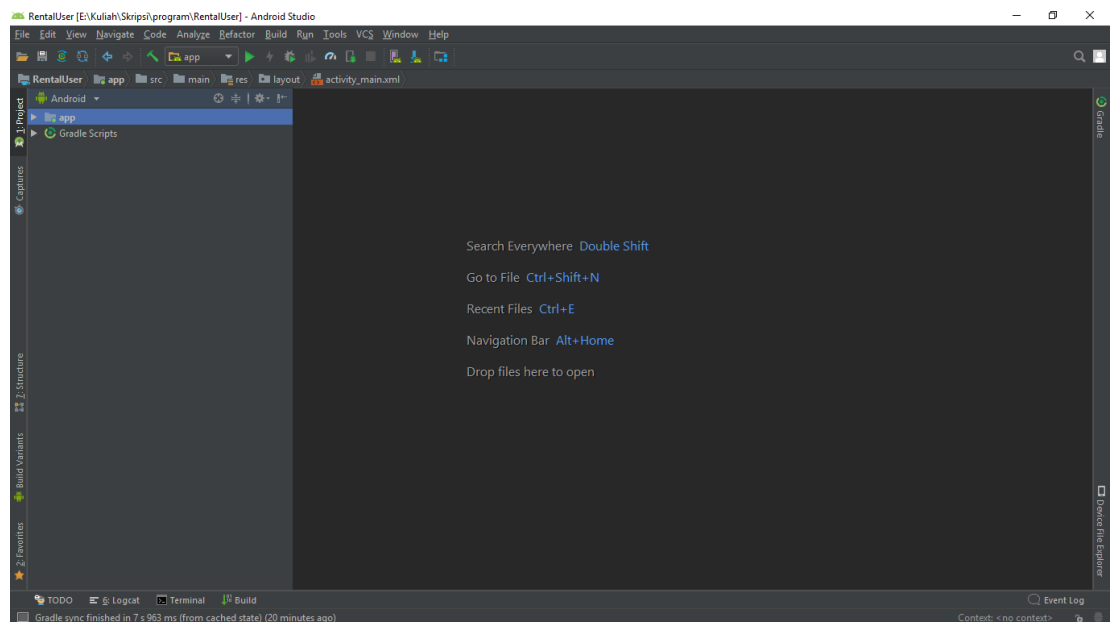 RentalUser [E:\Kuliah\Skripsi\program\RentalUser] - Android Studio
File Edit View Navigate Code Analyze Refactor Build Run Tools VCS Window Help
app
RentalUser app src main res layout activity_main.xml
1: Project
Android
app
Gradle Scripts
Captures
7: Structure
Build Variants
2: Favorites
Search Everywhere Double Shift
Go to File Ctrl+Shift+N
Recent Files Ctrl+E
Navigation Bar Alt+Home
Drop files here to open
Gradle
Device File Explorer
TODO 6: Logcat Terminal Build Event Log
Gradle sync finished in 7 s 963 ms (from cached state) (20 minutes ago) Context: <no context>